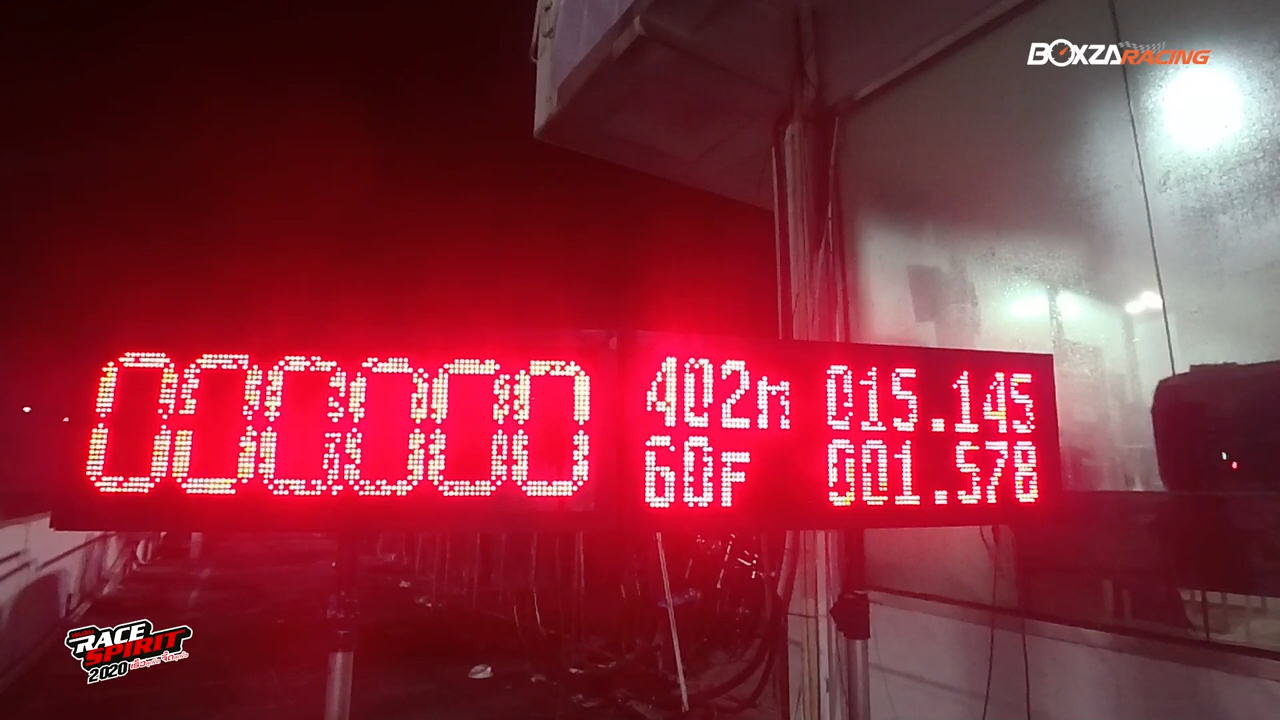 BOXZA RACING
000000
402m 015.145
60F 001.578
RACE
SPIRIT
2020